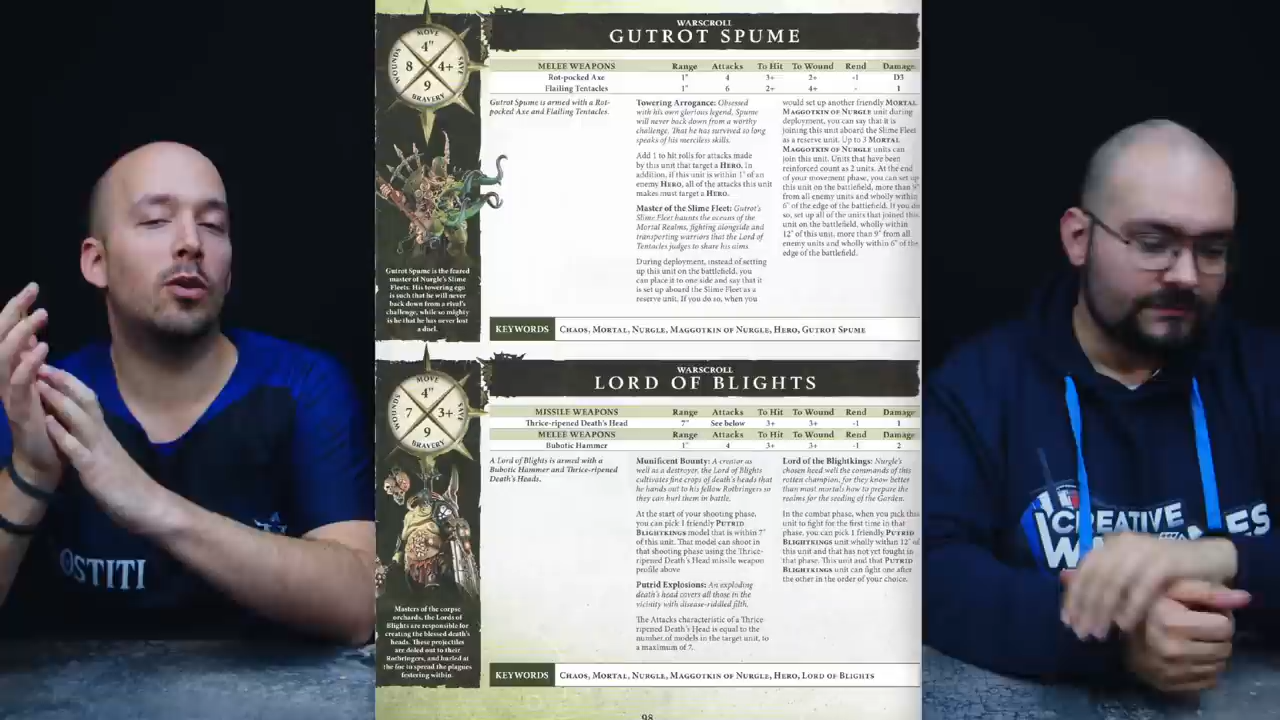 WARSCROLL
GUTROT SPUME
MOVE
4"
WOUNDS
8
4+
SAVE
9
BRAVERY
MELEE WEAPONS Range Attacks To Hit To Wound Rend Damage
Rot-pocked Axe 1" 4 3+ 2+ -1 D3
Flailing Tentacles 1" 6 2+ 4+ - 1
Gutrot Spume is armed with a Rot-
pocked Axe and Flailing Tentacles.
Towering Arrogance: Obsessed
with his own glorious legend, Spume
will never back down from a worthy
challenge. That he has survived so long
speaks of his merciless skills.
Add 1 to hit rolls for attacks made
by this unit that target a HERO. In
addition, if this unit is within 1" of an
enemy HERO, all of the attacks this unit
makes must target a HERO.
Master of the Slime Fleet: Gutrot's
Slime Fleet haunts the oceans of the
Mortal Realms, fighting alongside and
transporting warriors that the Lord of
Tentacles judges to share his aims.
During deployment, instead of setting
up this unit on the battlefield, you
can place it to one side and say that it
is set up aboard the Slime Fleet as a
reserve unit. If you do so, when you
would set up another friendly MORTAL
MAGGOTKIN OF NURGLE unit during
deployment, you can say that it is
joining this unit aboard the Slime Fleet
as a reserve unit. Up to 3 MORTAL
MAGGOTKIN OF NURGLE units can
join this unit. Units that have been
reinforced count as 2 units. At the end
of your movement phase, you can set up
this unit on the battlefield, more than 9"
from all enemy units and wholly within
6" of the edge of the battlefield. If you do
so, set up all of the units that joined this
unit on the battlefield, wholly within
12" of this unit, more than 9" from all
enemy units and wholly within 6" of the
edge of the battlefield.
Gutrot Spume is the feared
master of Nurgle's Slime
Fleets. His towering ego
is such that he will never
back down from a rival's
challenge, while so mighty
is he that he has never lost
a duel.
KEYWORDS CHAOS, MORTAL, NURGLE, MAGGOTKIN OF NURGLE, HERO, GUTROT SPUME
WARSCROLL
LORD OF BLIGHTS
MOVE
4"
WOUNDS
7
3+
SAVE
9
BRAVERY
MISSILE WEAPONS Range Attacks To Hit To Wound Rend Damage
Thrice-ripened Death's Head 7" See below 3+ 3+ -1 1
MELEE WEAPONS Range Attacks To Hit To Wound Rend Damage
Bubotic Hammer 1" 4 3+ 3+ -1 2
A Lord of Blights is armed with a
Bubotic Hammer and Thrice-ripened
Death's Heads.
Munificent Bounty: A creator as
well as a destroyer, the Lord of Blights
cultivates fine crops of death's heads that
he hands out to his fellow Rotbringers so
they can hurl them in battle.
At the start of your shooting phase,
you can pick 1 friendly PUTRID
BLIGHTKINGS model that is within 7"
of this unit. That model can shoot in
that shooting phase using the Thrice-
ripened Death's Head missile weapon
profile above
Putrid Explosions: An exploding
death's head covers all those in the
vicinity with disease-riddled filth.
The Attacks characteristic of a Thrice-
ripened Death's Head is equal to the
number of models in the target unit, to
a maximum of 7.
Lord of the Blightkings: Nurgle's
chosen heed well the commands of this
rotten champion, for they know better
than most mortals how to prepare the
realms for the seeding of the Garden.
In the combat phase, when you pick this
unit to fight for the first time in that
phase, you can pick 1 friendly PUTRID
BLIGHTKINGS unit wholly within 12" of
this unit and that has not yet fought in
that phase. This unit and that PUTRID
BLIGHTKINGS unit can fight one after
the other in the order of your choice.
Masters of the corpse
orchards, the Lords of
Blights are responsible for
creating the blessed death's
heads. These projectiles
are doled out to their
Rotbringers, and hurled at
the foe to spread the plagues
festering within.
KEYWORDS CHAOS, MORTAL, NURGLE, MAGGOTKIN OF NURGLE, HERO, LORD OF BLIGHTS
98
OSTITI
CREATIVE